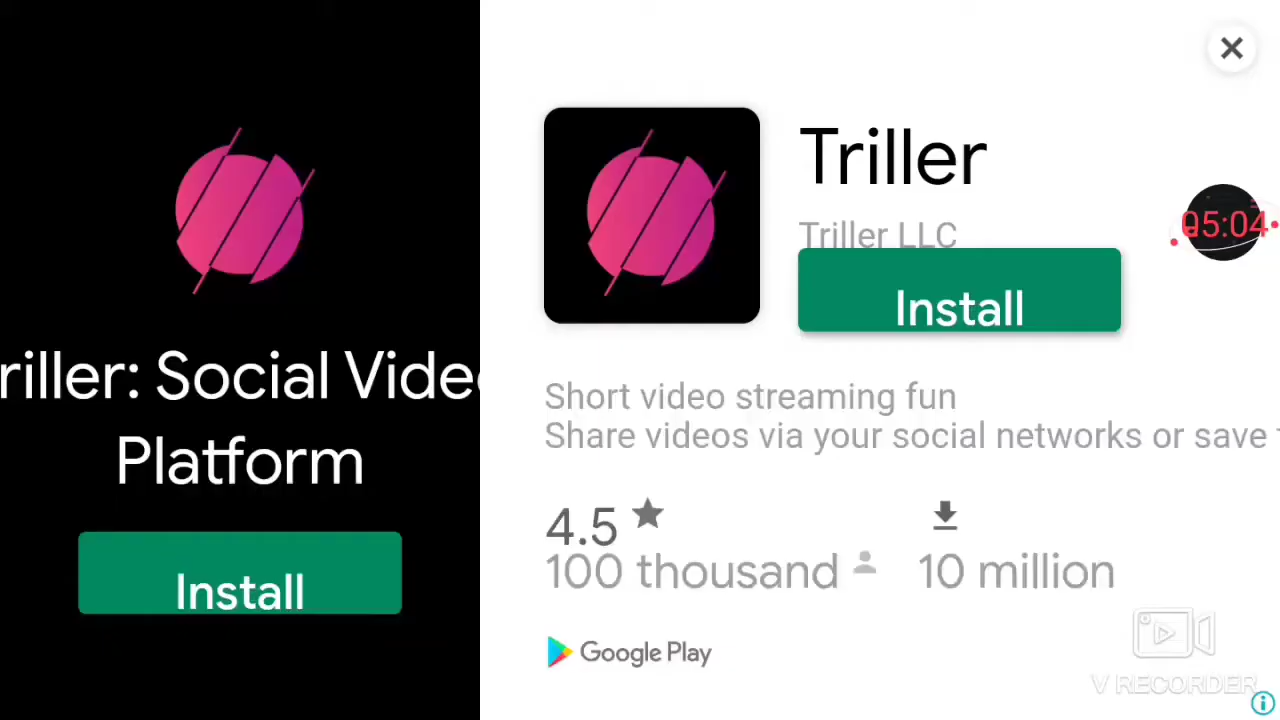 riller: Social Vide
Platform
Install
Triller
Triller LLC
Install
05:04
Short video streaming fun
Share videos via your social networks or save
4.5
100 thousand
10 million
Google Play
V RECORDER